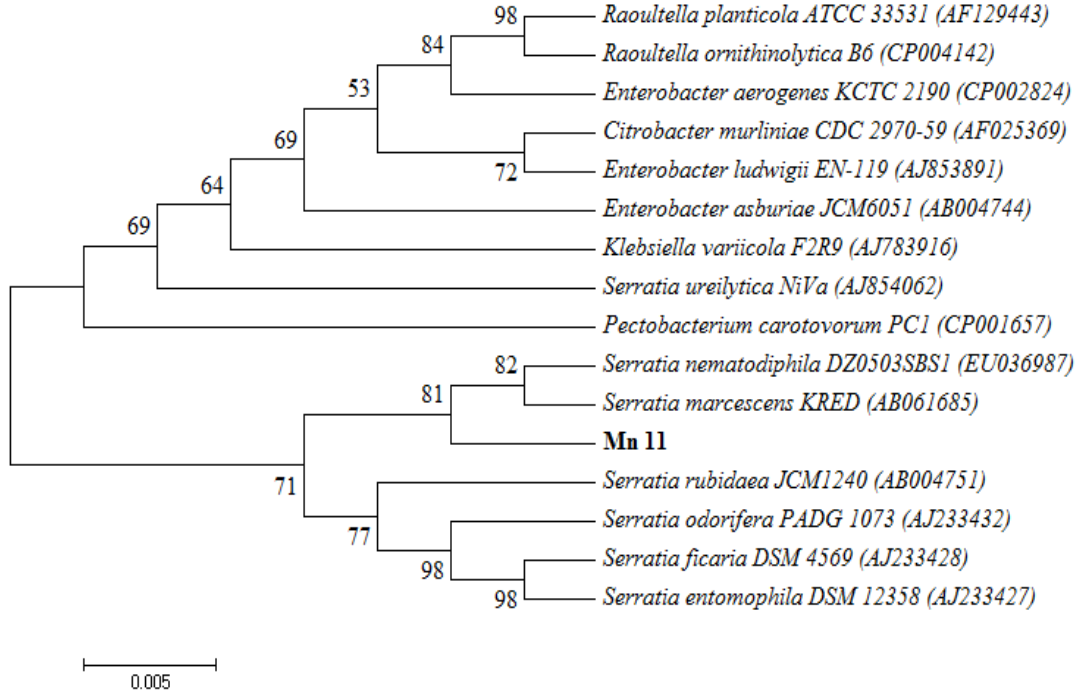 98
Raoultella planticola ATCC 33531 (AF129443)
84
Raoultella ornithinolytica B6 (CP004142)
53
Enterobacter aerogenes KCTC 2190 (CP002824)
69
Citrobacter murliniae CDC 2970-59 (AF025369)
72
Enterobacter ludwigii EN-119 (AJ853891)
64
Enterobacter asburiae JCM6051 (AB004744)
69
Klebsiella variicola F2R9 (AJ783916)
Serratia ureilytica NiVa (AJ854062)
Pectobacterium carotovorum PC1 (CP001657)
82
Serratia nematodiphila DZ0503SBS1 (EU036987)
81
Serratia marcescens KRED (AB061685)
Mn 11
71
Serratia rubidaea JCM1240 (AB004751)
77
Serratia odorifera PADG 1073 (AJ233432)
98
Serratia ficaria DSM 4569 (AJ233428)
98
Serratia entomophila DSM 12358 (AJ233427)
0.005